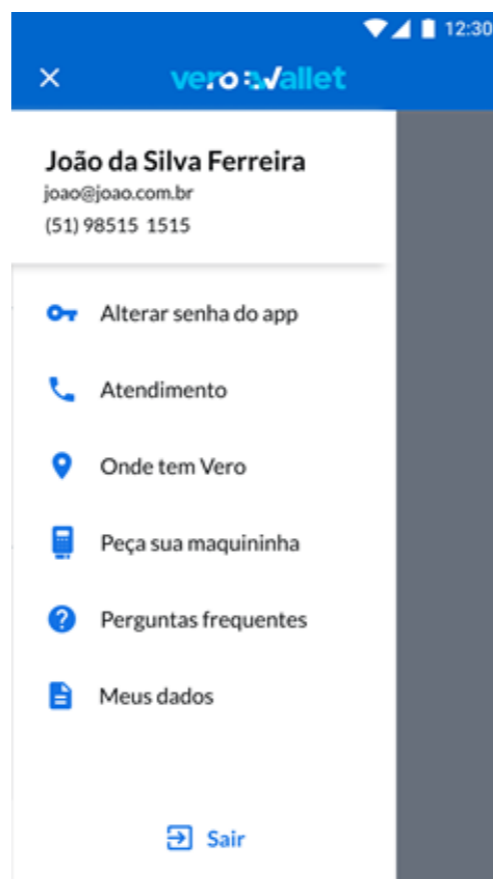 12:30
vero wallet
João da Silva Ferreira
joao@joao.com.br
(51) 98515 1515
Alterar senha do app
Atendimento
Onde tem Vero
Peça sua maquininha
Perguntas frequentes
Meus dados
Sair